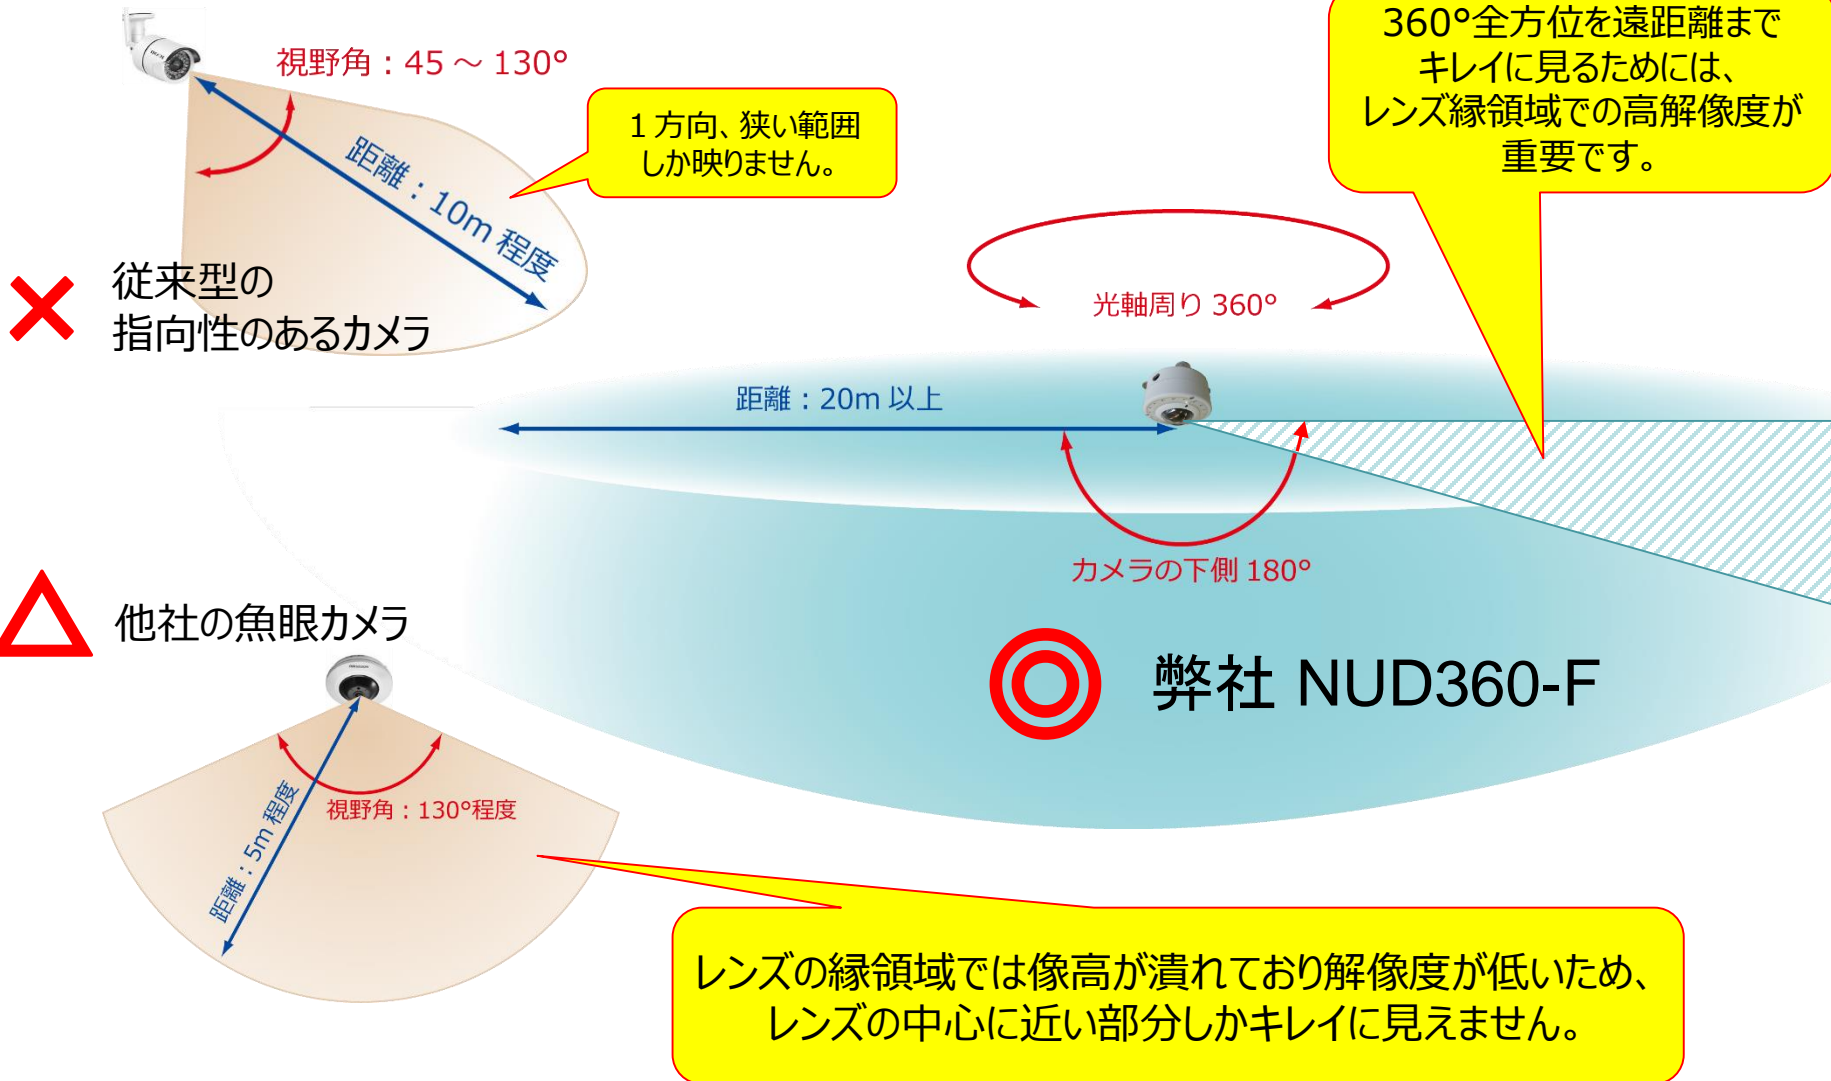 視野角：45 ～ 130°
距離：10m 程度
１方向、狭い範囲
しか映りません。
従来型の
指向性のあるカメラ
360°全方位を遠距離まで
キレイに見るためには、
レンズ縁領域での高解像度が
重要です。
光軸周り 360°
距離：20m 以上
カメラの下側 180°
弊社 NUD360-F
他社の魚眼カメラ
視野角：130°程度
距離：5m 程度
レンズの縁領域では像高が潰れており解像度が低いため、
レンズの中心に近い部分しかキレイに見えません。